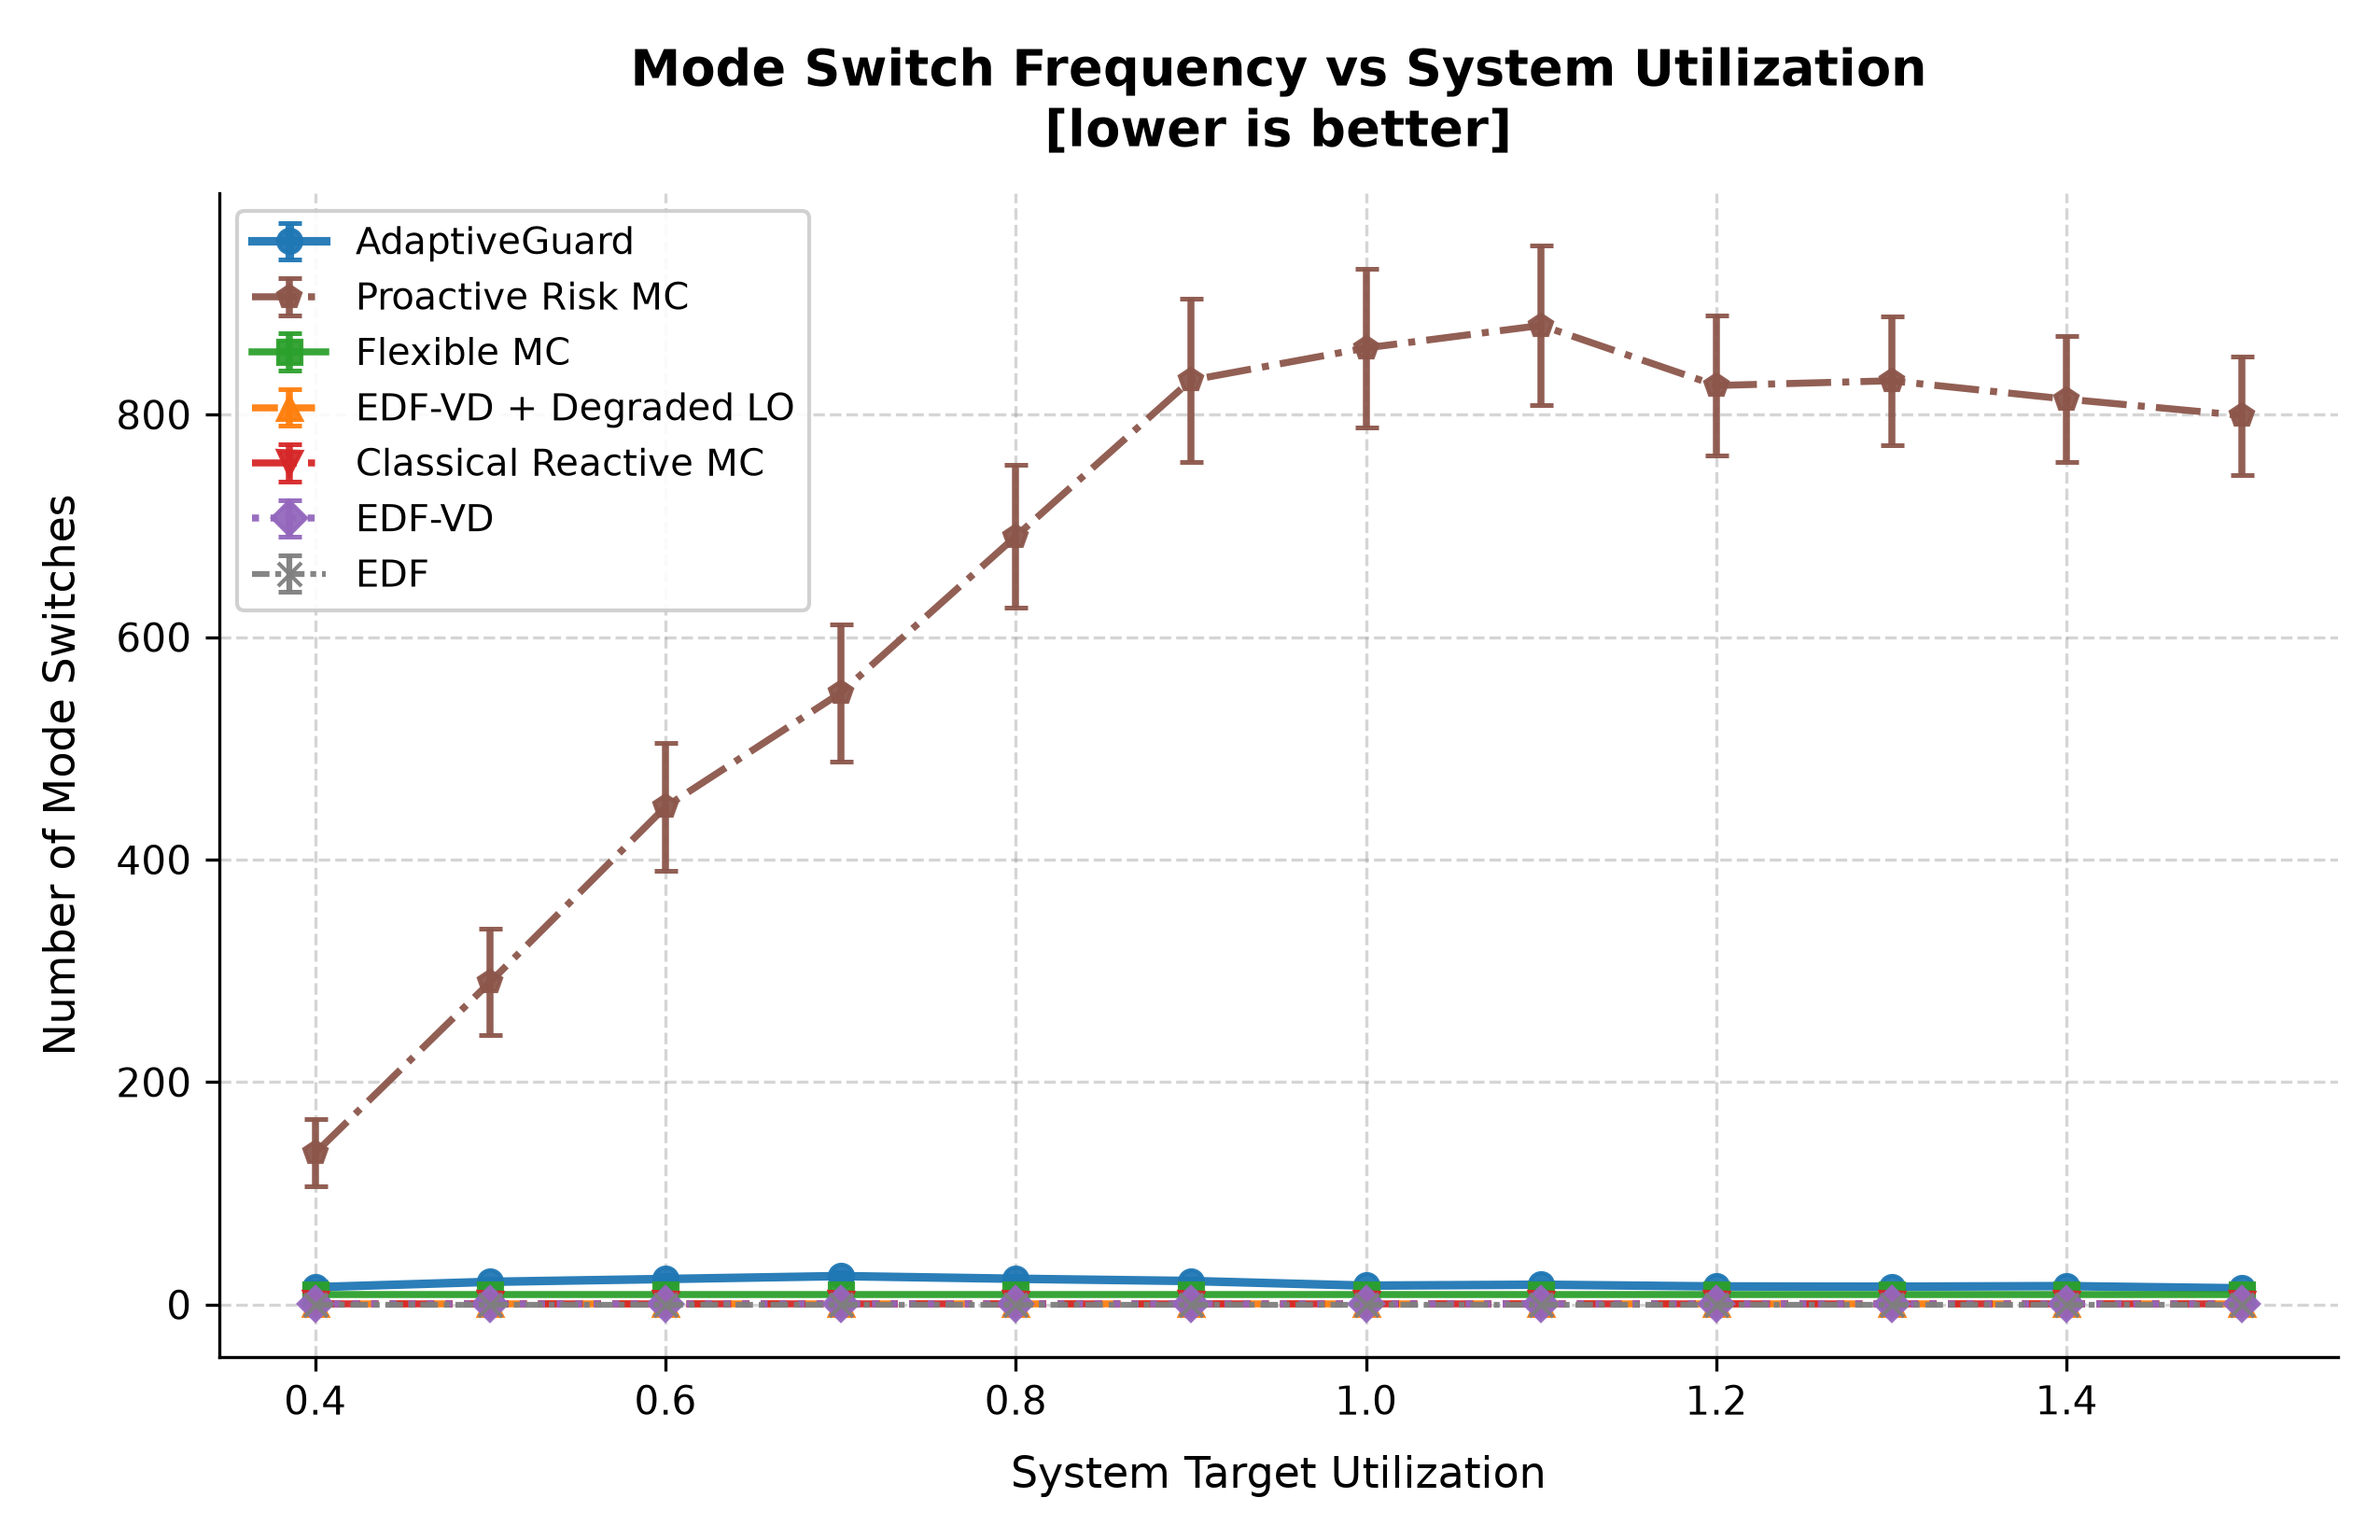 Mode Switch Frequency vs System Utilization
[lower is better]
AdaptiveGuard
Proactive Risk MC
Flexible MC
EDF-VD + Degraded LO
Classical Reactive MC
EDF-VD
EDF
Number of Mode Switches
800
600
400
200
0
0.4
0.6
0.8
1.0
1.2
1.4
System Target Utilization